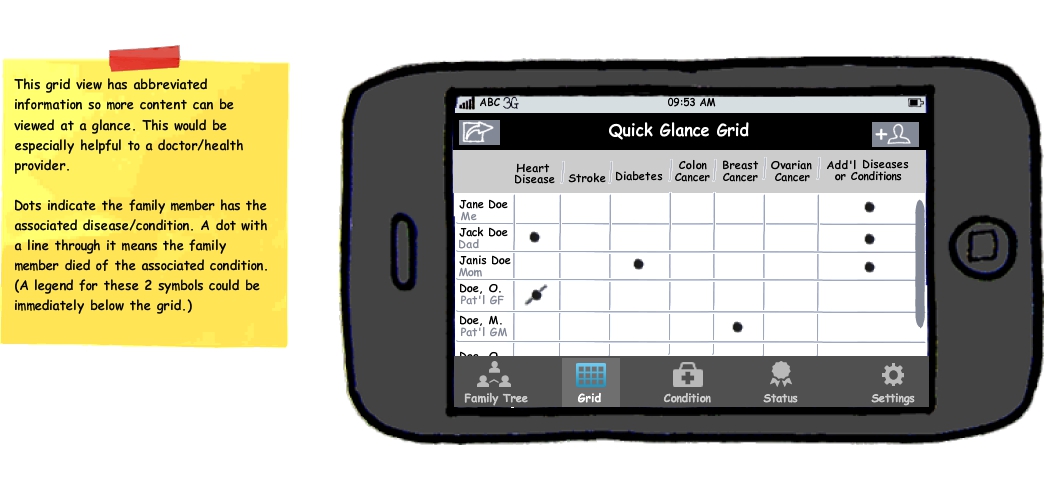 This grid view has abbreviated
information so more content can be
viewed at a glance. This would be
especially helpful to a doctor/health
provider.
Dots indicate the family member has the
associated disease/condition. A dot with
a line through it means the family
member died of the associated condition.
(A legend for these 2 symbols could be
immediately below the grid.)
ABC 3G 09:53 AM
Quick Glance Grid
Heart Disease Stroke Diabetes Colon Cancer Breast Cancer Ovarian Cancer Add'l Diseases or Conditions
Jane Doe
Me
Jack Doe
Dad
Janis Doe
Mom
Doe, O.
Pat'l GF
Doe, M.
Pat'l GM
Family Tree Grid Condition Status Settings